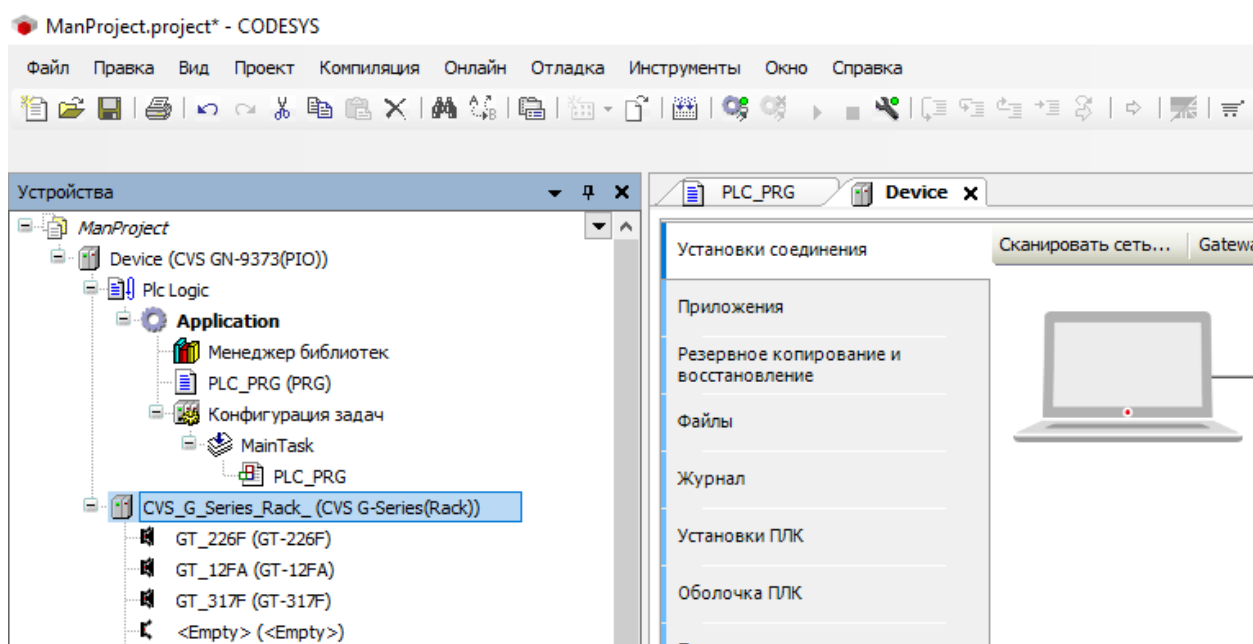 ManProject.project* - CODESYS
Файл Правка Вид Проект Компиляция Онлайн Отладка Инструменты Окно Справка
Устройства
ManProject
Device (CVS GN-9373(PIO))
Plc Logic
Application
Менеджер библиотек
PLC_PRG (PRG)
Конфигурация задач
MainTask
PLC_PRG
CVS_G_Series_Rack_ (CVS G-Series(Rack))
GT_226F (GT-226F)
GT_12FA (GT-12FA)
GT_317F (GT-317F)
<Empty> (<Empty>)
PLC_PRG Device
Установки соединения
Приложения
Резервное копирование и
восстановление
Файлы
Журнал
Установки ПЛК
Оболочка ПЛК
Сканировать сеть...